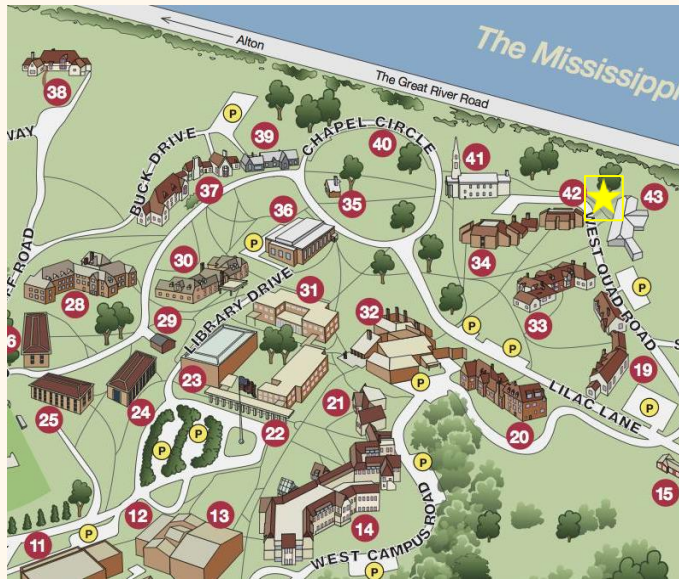 Alton
The Mississippi
The Great River Road
38
WAY
P
BUCK DRIVE
39
CHAPEL CIRCLE
40
41
42
43
37
35
36
34
WEST QUAD ROAD
P
30
P
LIBRARY DRIVE
28
31
33
29
32
P
P
19
23
LILAC LANE
P
25
24
21
P
22
20
P
P
P
15
12
13
14
WEST CAMPUS ROAD
11
P
P